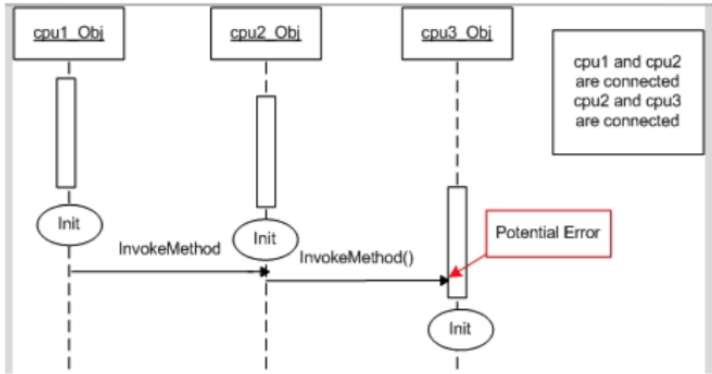 cpu1_Obj
cpu2_Obj
cpu3_Obj
cpu1 and cpu2
are connected
cpu2 and cpu3
are connected
Init
Init
Potential Error
InvokeMethod
InvokeMethod()
Init